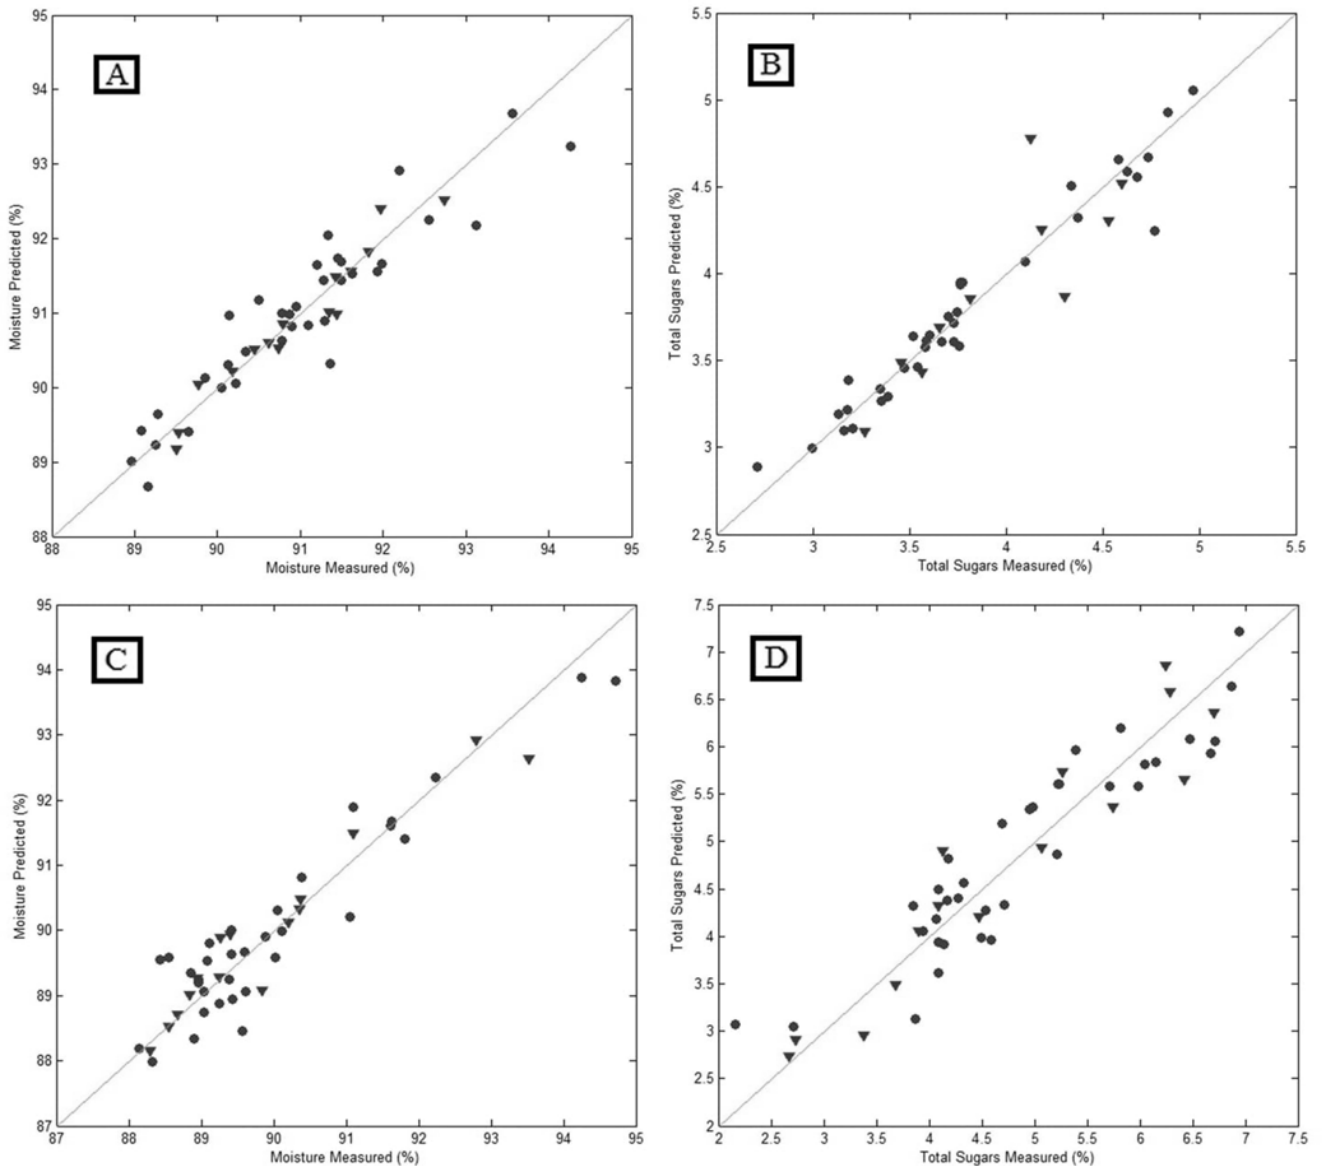 A
95
94
93
92
91
90
89
88
88 89 90 91 92 93 94 95
Moisture Predicted (%)
Moisture Measured (%)
B
5.5
5
4.5
4
3.5
3
2.5
2.5 3 3.5 4 4.5 5 5.5
Total Sugars Predicted (%)
Total Sugars Measured (%)
C
95
94
93
92
91
90
89
88
87
87 88 89 90 91 92 93 94 95
Moisture Predicted (%)
Moisture Measured (%)
D
7.5
7
6.5
6
5.5
5
4.5
4
3.5
3
2.5
2
2 2.5 3 3.5 4 4.5 5 5.5 6 6.5 7 7.5
Total Sugars Predicted (%)
Total Sugars Measured (%)